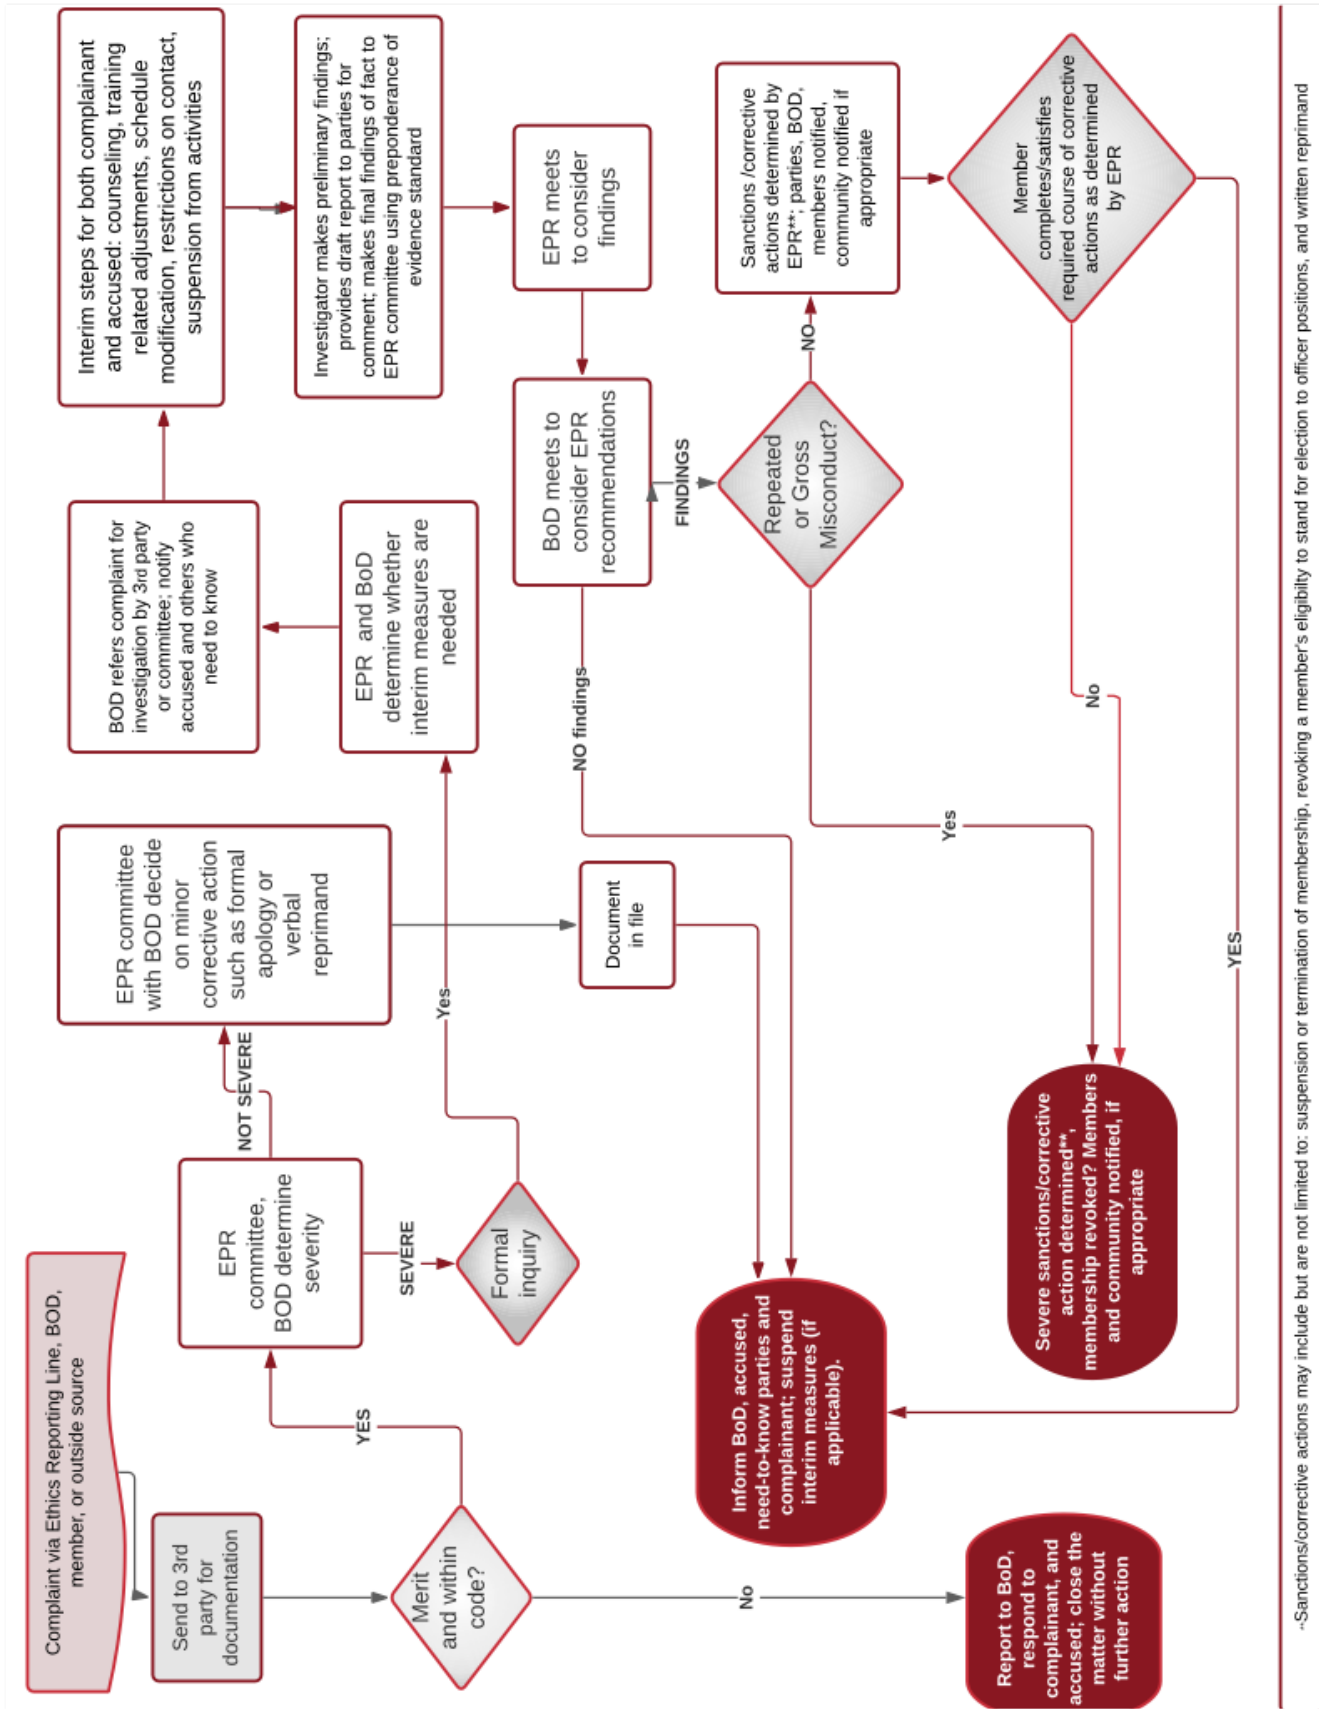 Complaint via Ethics Reporting Line, BOD,
member, or outside source
Send to 3rd
party for
documentation
Merit
and within
code?
YES
No
Report to BoD,
respond to
complainant, and
accused; close the
matter without
further action
EPR
committee,
BOD determine
severity
NOT SEVERE
SEVERE
Formal
inquiry
Yes
EPR committee
with BOD decide
on minor
corrective action
such as formal
apology or
verbal
reprimand
Document
in file
Inform BoD, accused,
need-to-know parties and
complainant; suspend
interim measures (if
applicable).
EPR and BoD
determine whether
interim measures are
needed
BOD refers complaint for
investigation by 3rd party
or committee; notify
accused and others who
need to know
Interim steps for both complainant
and accused: counseling, training
related adjustments, schedule
modification, restrictions on contact,
suspension from activities
Investigator makes preliminary findings;
provides draft report to parties for
comment; makes final findings of fact to
EPR committee using preponderance of
evidence standard
EPR meets
to consider
findings
BoD meets to
consider EPR
recommendations
NO findings
FINDINGS
Repeated
or Gross
Misconduct?
NO
Yes
Sanctions /corrective
actions determined by
EPR**; parties, BOD,
members notified,
community notified if
appropriate
Member
completes/satisfies
required course of corrective
actions as determined
by EPR
No
YES
Severe sanctions/corrective
action determined**,
membership revoked? Members
and community notified, if
appropriate
**Sanctions/corrective actions may include but are not limited to: suspension or termination of membership, revoking a member's eligibilty to stand for election to officer positions, and written reprimand